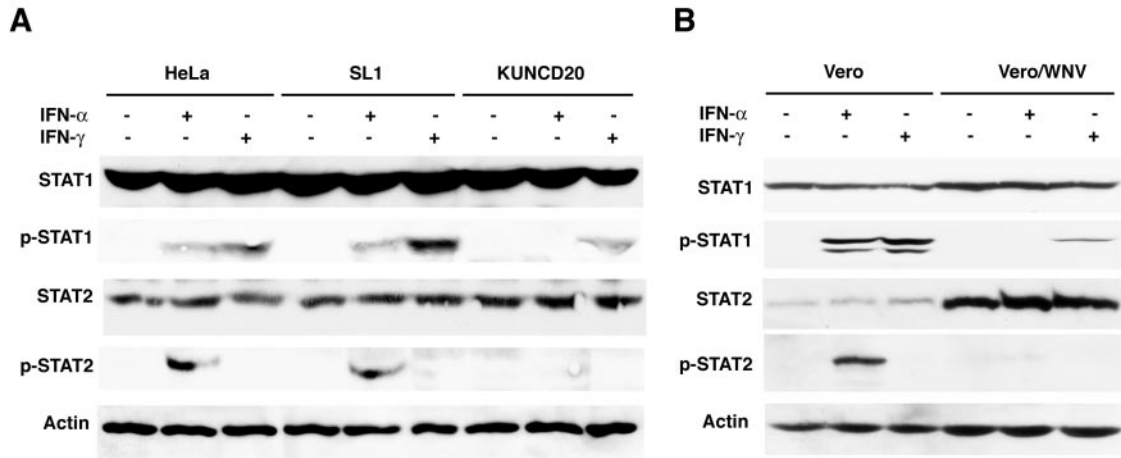 A
HeLa SL1 KUNCD20
IFN-α - + - - + - - + -
IFN-γ - - + - - + - - +
STAT1
p-STAT1
STAT2
p-STAT2
Actin
B
Vero Vero/WNV
IFN-α - + - - + -
IFN-γ - - + - - +
STAT1
p-STAT1
STAT2
p-STAT2
Actin